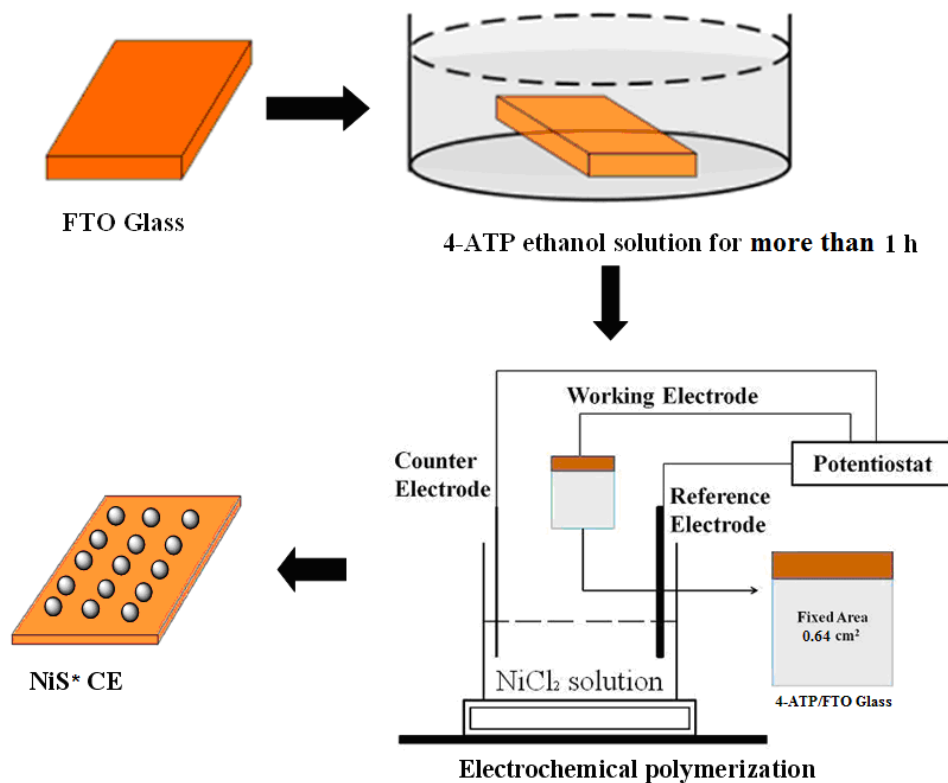 FTO Glass
4-ATP ethanol solution for more than 1 h
Working Electrode
Counter
Electrode
Potentiostat
Reference
Electrode
Fixed Area
0.64 cm²
NiCl₂ solution
4-ATP/FTO Glass
NiS* CE
Electrochemical polymerization